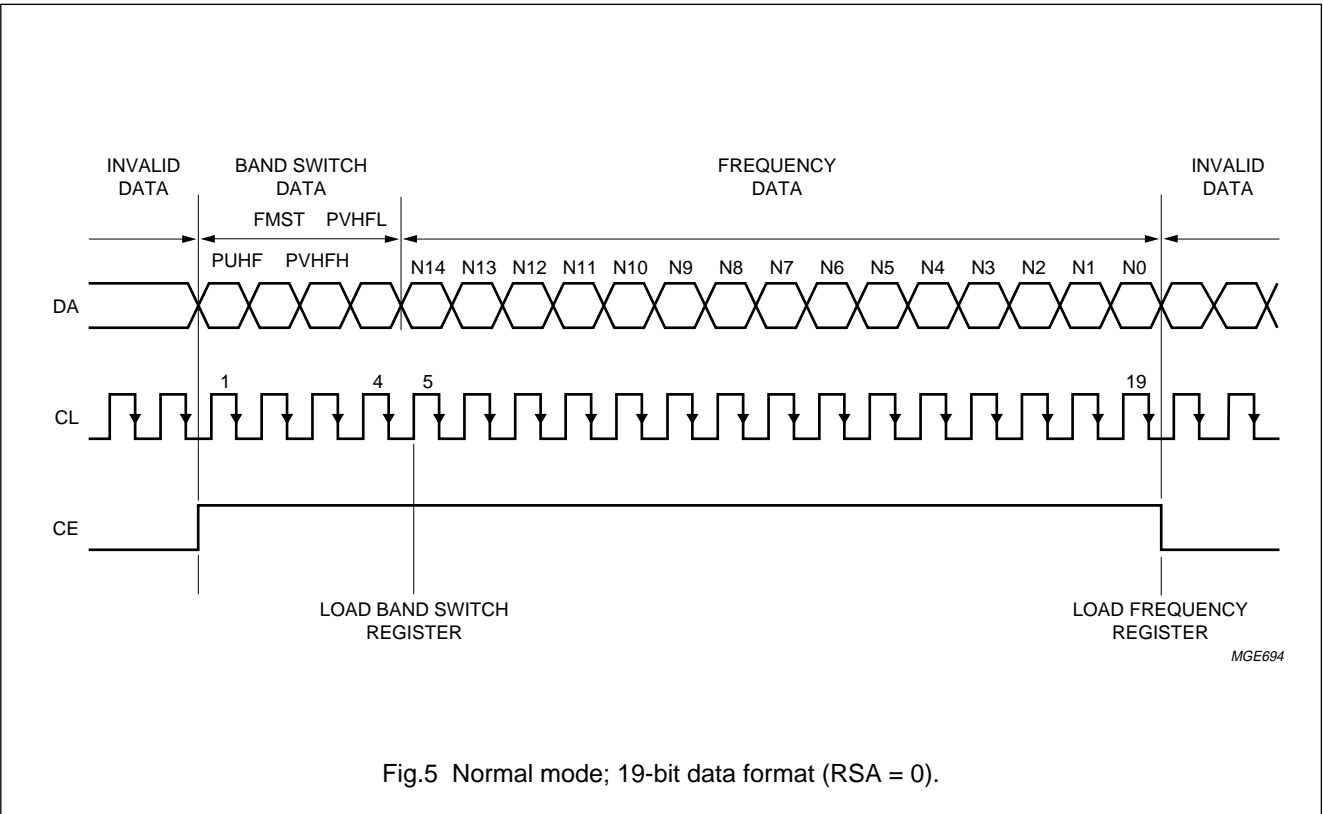 INVALID
DATA
BAND SWITCH
DATA
FREQUENCY
DATA
INVALID
DATA
FMST PVHFL
PUHF PVHFH
N14 N13 N12 N11 N10 N9 N8 N7 N6 N5 N4 N3 N2 N1 N0
DA
1 4 5 19
CL
CE
LOAD BAND SWITCH
REGISTER
LOAD FREQUENCY
REGISTER
MGE694
Fig.5 Normal mode; 19-bit data format (RSA = 0).